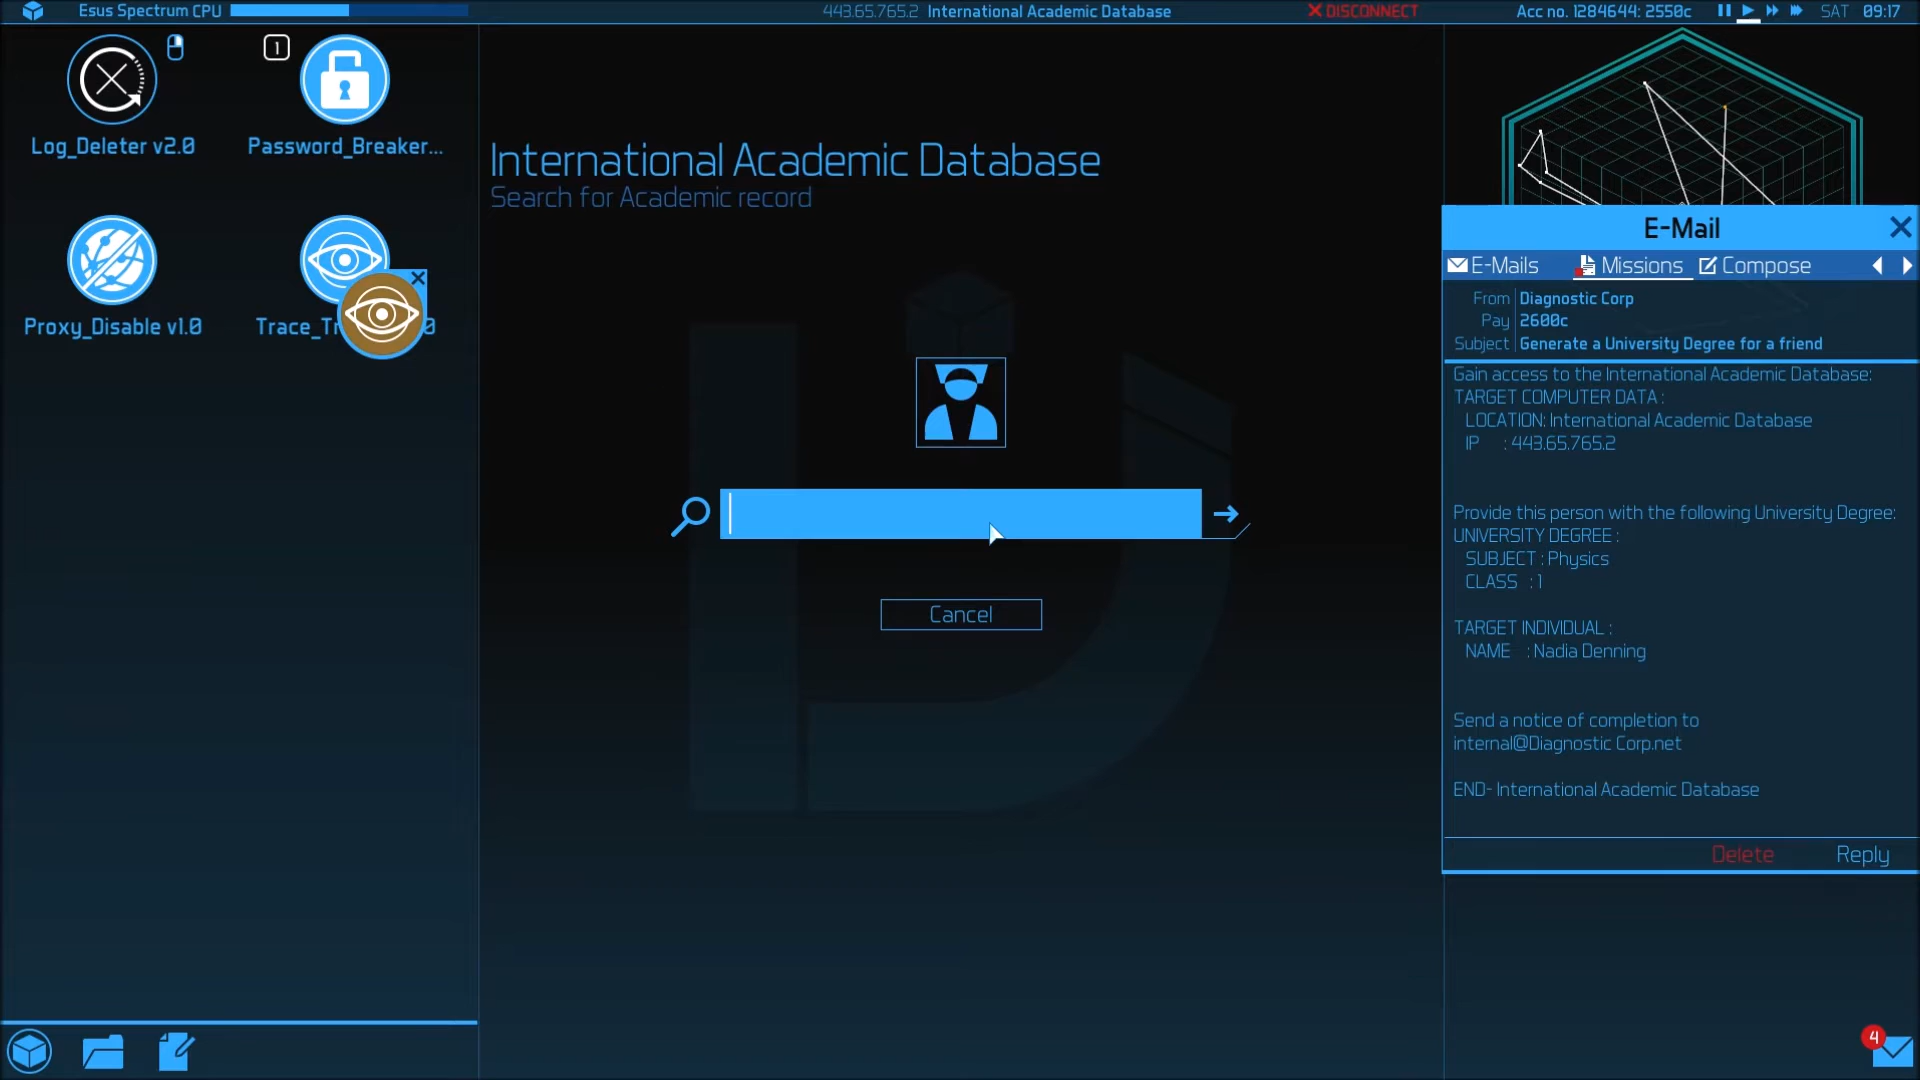 Esus Spectrum CPU
443.65.765.2 International Academic Database
DISCONNECT
Acc no. 1284644: 2550c
SAT 09:17
1
Log_Deleter v2.0
Password_Breaker...
Proxy_Disable v1.0
Trace_Tr
0
International Academic Database
Search for Academic record
Cancel
E-Mail
E-Mails
Missions
Compose
From Diagnostic Corp
Pay 2600c
Subject Generate a University Degree for a friend
Gain access to the International Academic Database:
TARGET COMPUTER DATA :
LOCATION: International Academic Database
IP : 443.65.765.2
Provide this person with the following University Degree:
UNIVERSITY DEGREE :
SUBJECT : Physics
CLASS : 1
TARGET INDIVIDUAL :
NAME : Nadia Denning
Send a notice of completion to
internal@Diagnostic Corp.net
END- International Academic Database
Delete
Reply
4